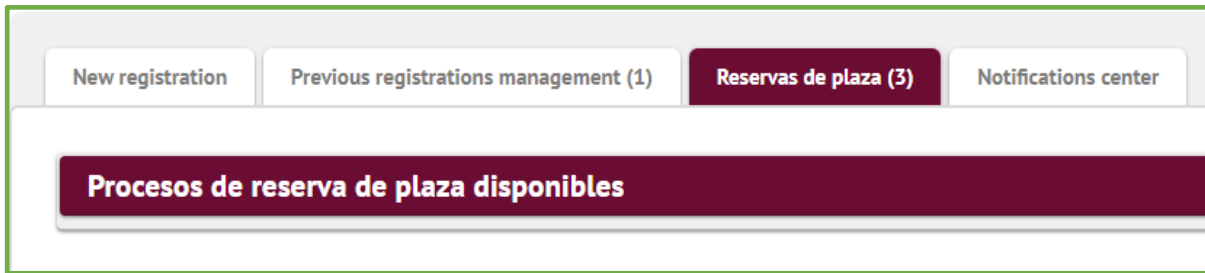 New registration Previous registrations management (1) Reservas de plaza (3) Notifications center
Procesos de reserva de plaza disponibles